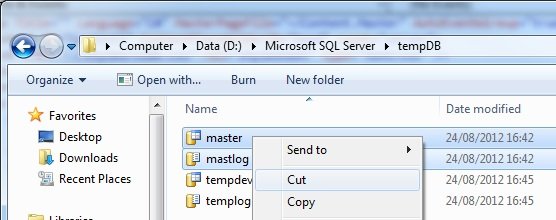 Computer ▸ Data (D:) ▸ Microsoft SQL Server ▸ tempDB
Organize ▾ Open with... Burn New folder
Name Date modified
Favorites
Desktop
Downloads
Recent Places
master 24/08/2012 16:42
mastlog 24/08/2012 16:42
tempdev 24/08/2012 16:45
templog 24/08/2012 16:45
Send to
Cut
Copy